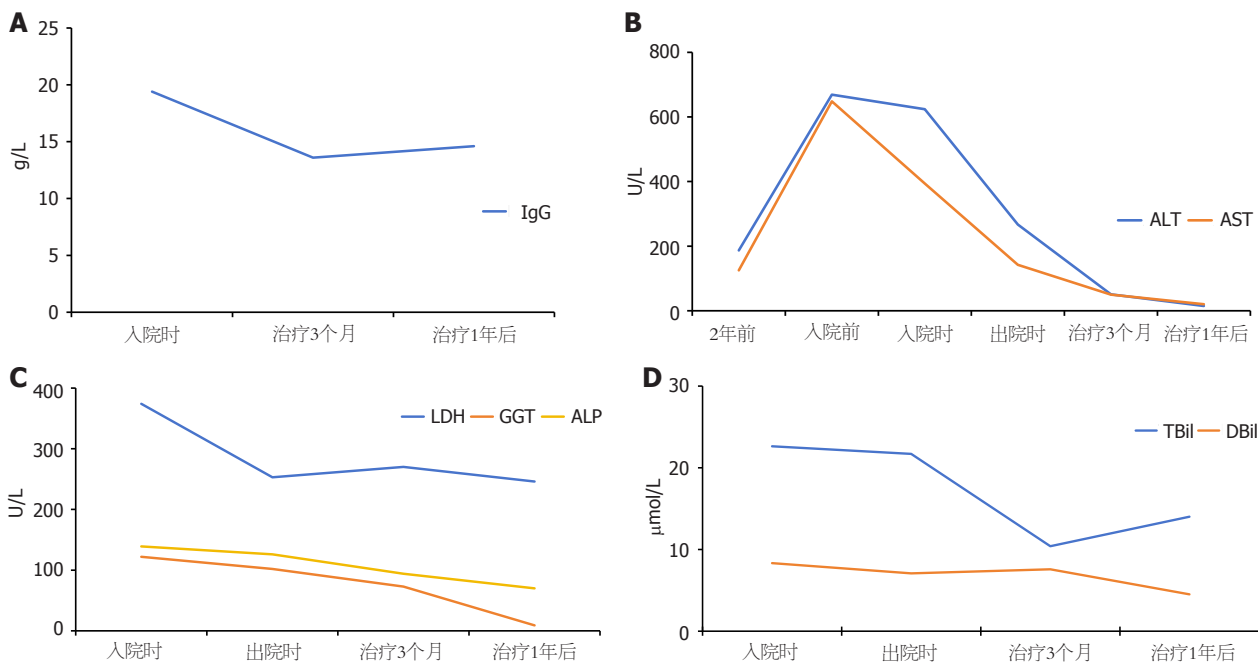 A
25
20
15
10
5
0
g/L
IgG
入院时 治疗3个月 治疗1年后
B
800
600
400
200
0
U/L
ALT AST
2年前 入院前 入院时 出院时 治疗3个月 治疗1年后
C
400
300
200
100
0
U/L
LDH GGT ALP
入院时 出院时 治疗3个月 治疗1年后
D
30
20
10
0
μmol/L
TBil DBil
入院时 出院时 治疗3个月 治疗1年后